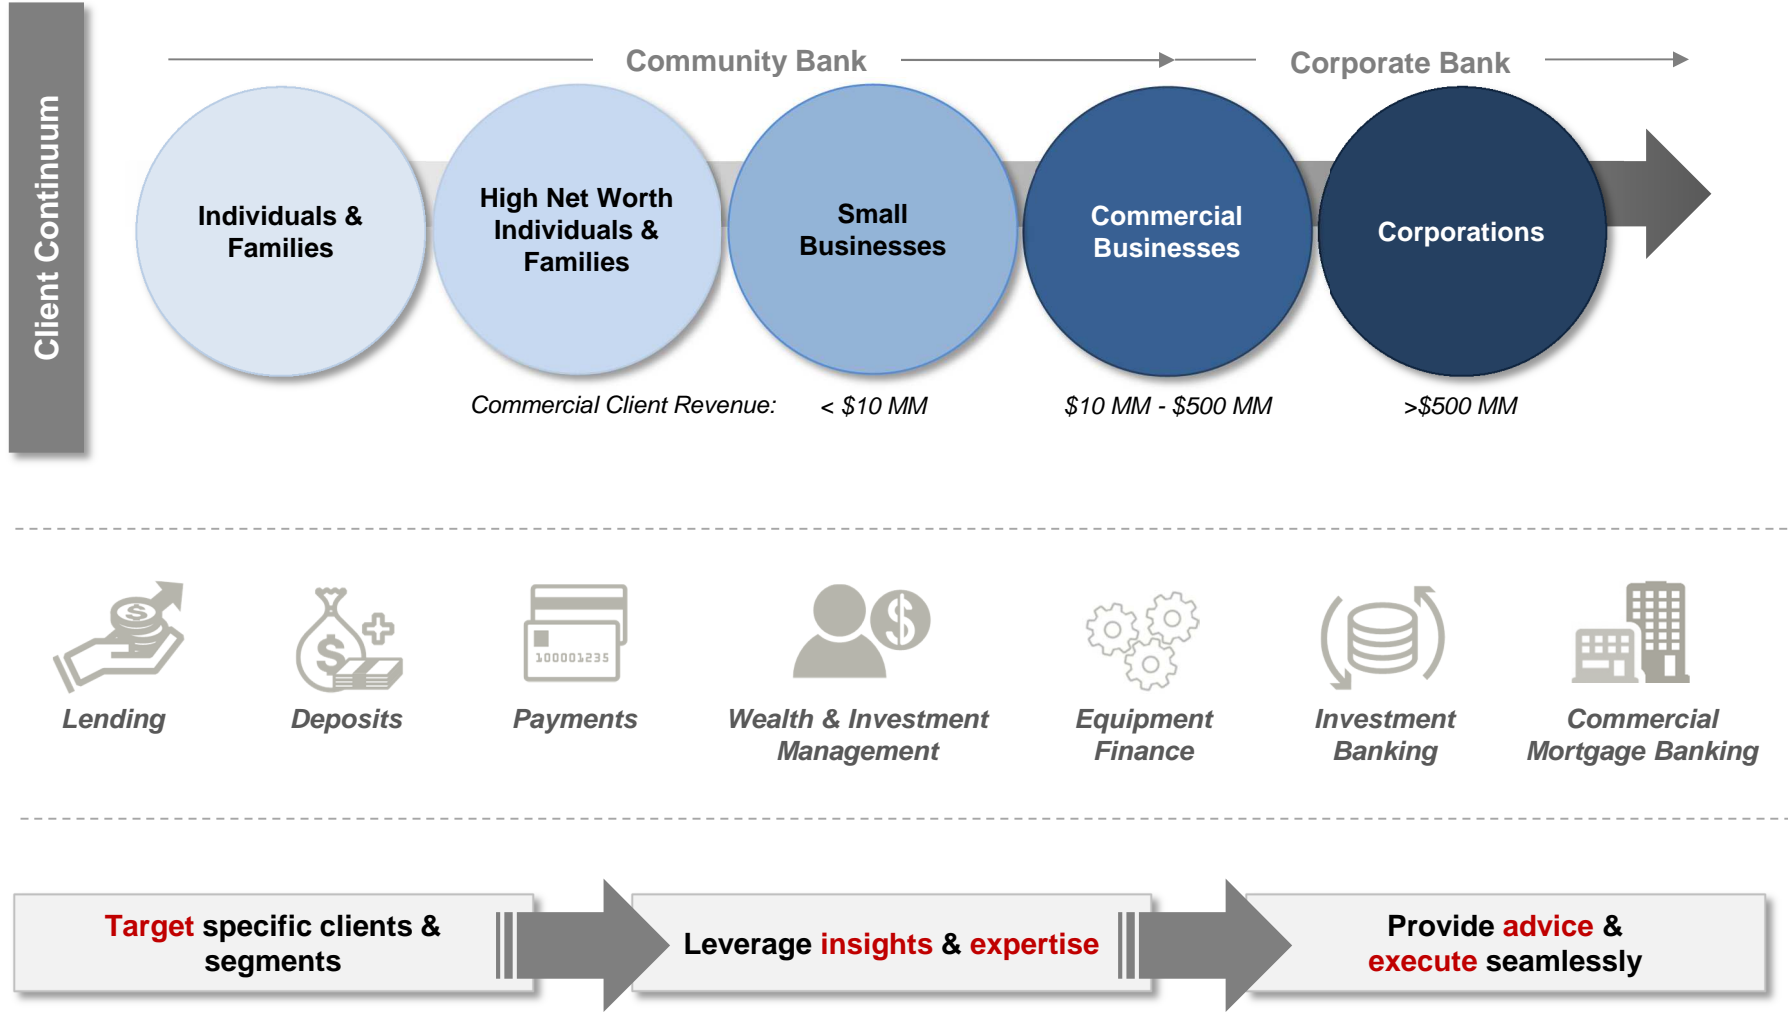 Client Continuum
Community Bank
Corporate Bank
Individuals &
Families
High Net Worth
Individuals &
Families
Small
Businesses
Commercial
Businesses
Corporations
Commercial Client Revenue:
< $10 MM
$10 MM - $500 MM
>$500 MM
$
$
100001235
$
Lending
Deposits
Payments
Wealth & Investment
Management
Equipment
Finance
Investment
Banking
Commercial
Mortgage Banking
Target specific clients &
segments
Leverage insights & expertise
Provide advice &
execute seamlessly